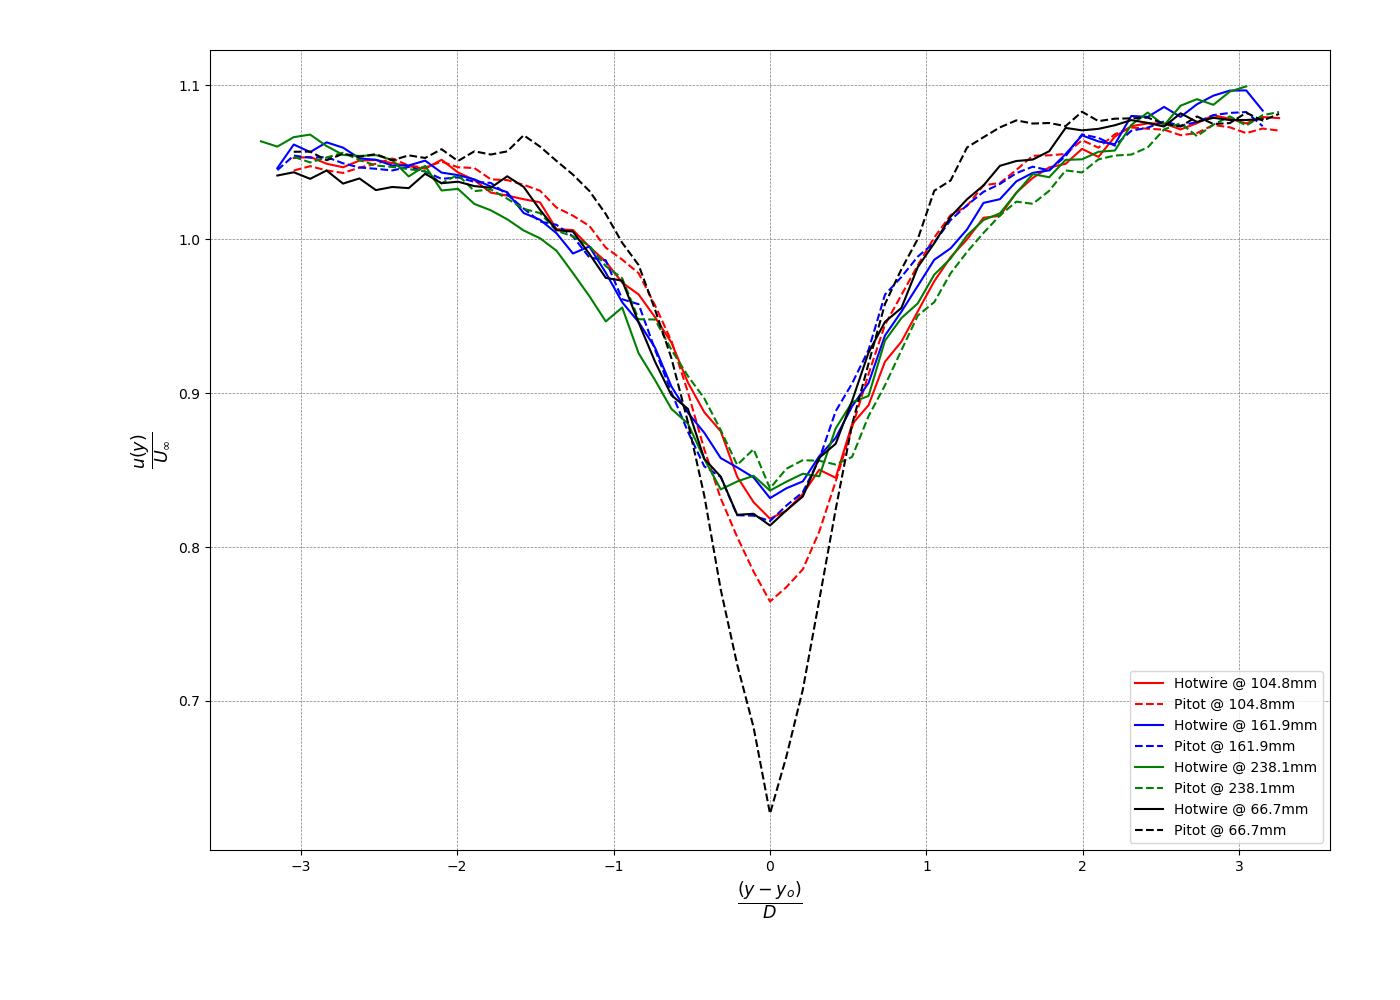 1.1
1.0
0.9
0.8
0.7
u(y)
U∞
−3 −2 −1 0 1 2 3
(y − yₒ)
D
Hotwire @ 104.8mm
Pitot @ 104.8mm
Hotwire @ 161.9mm
Pitot @ 161.9mm
Hotwire @ 238.1mm
Pitot @ 238.1mm
Hotwire @ 66.7mm
Pitot @ 66.7mm